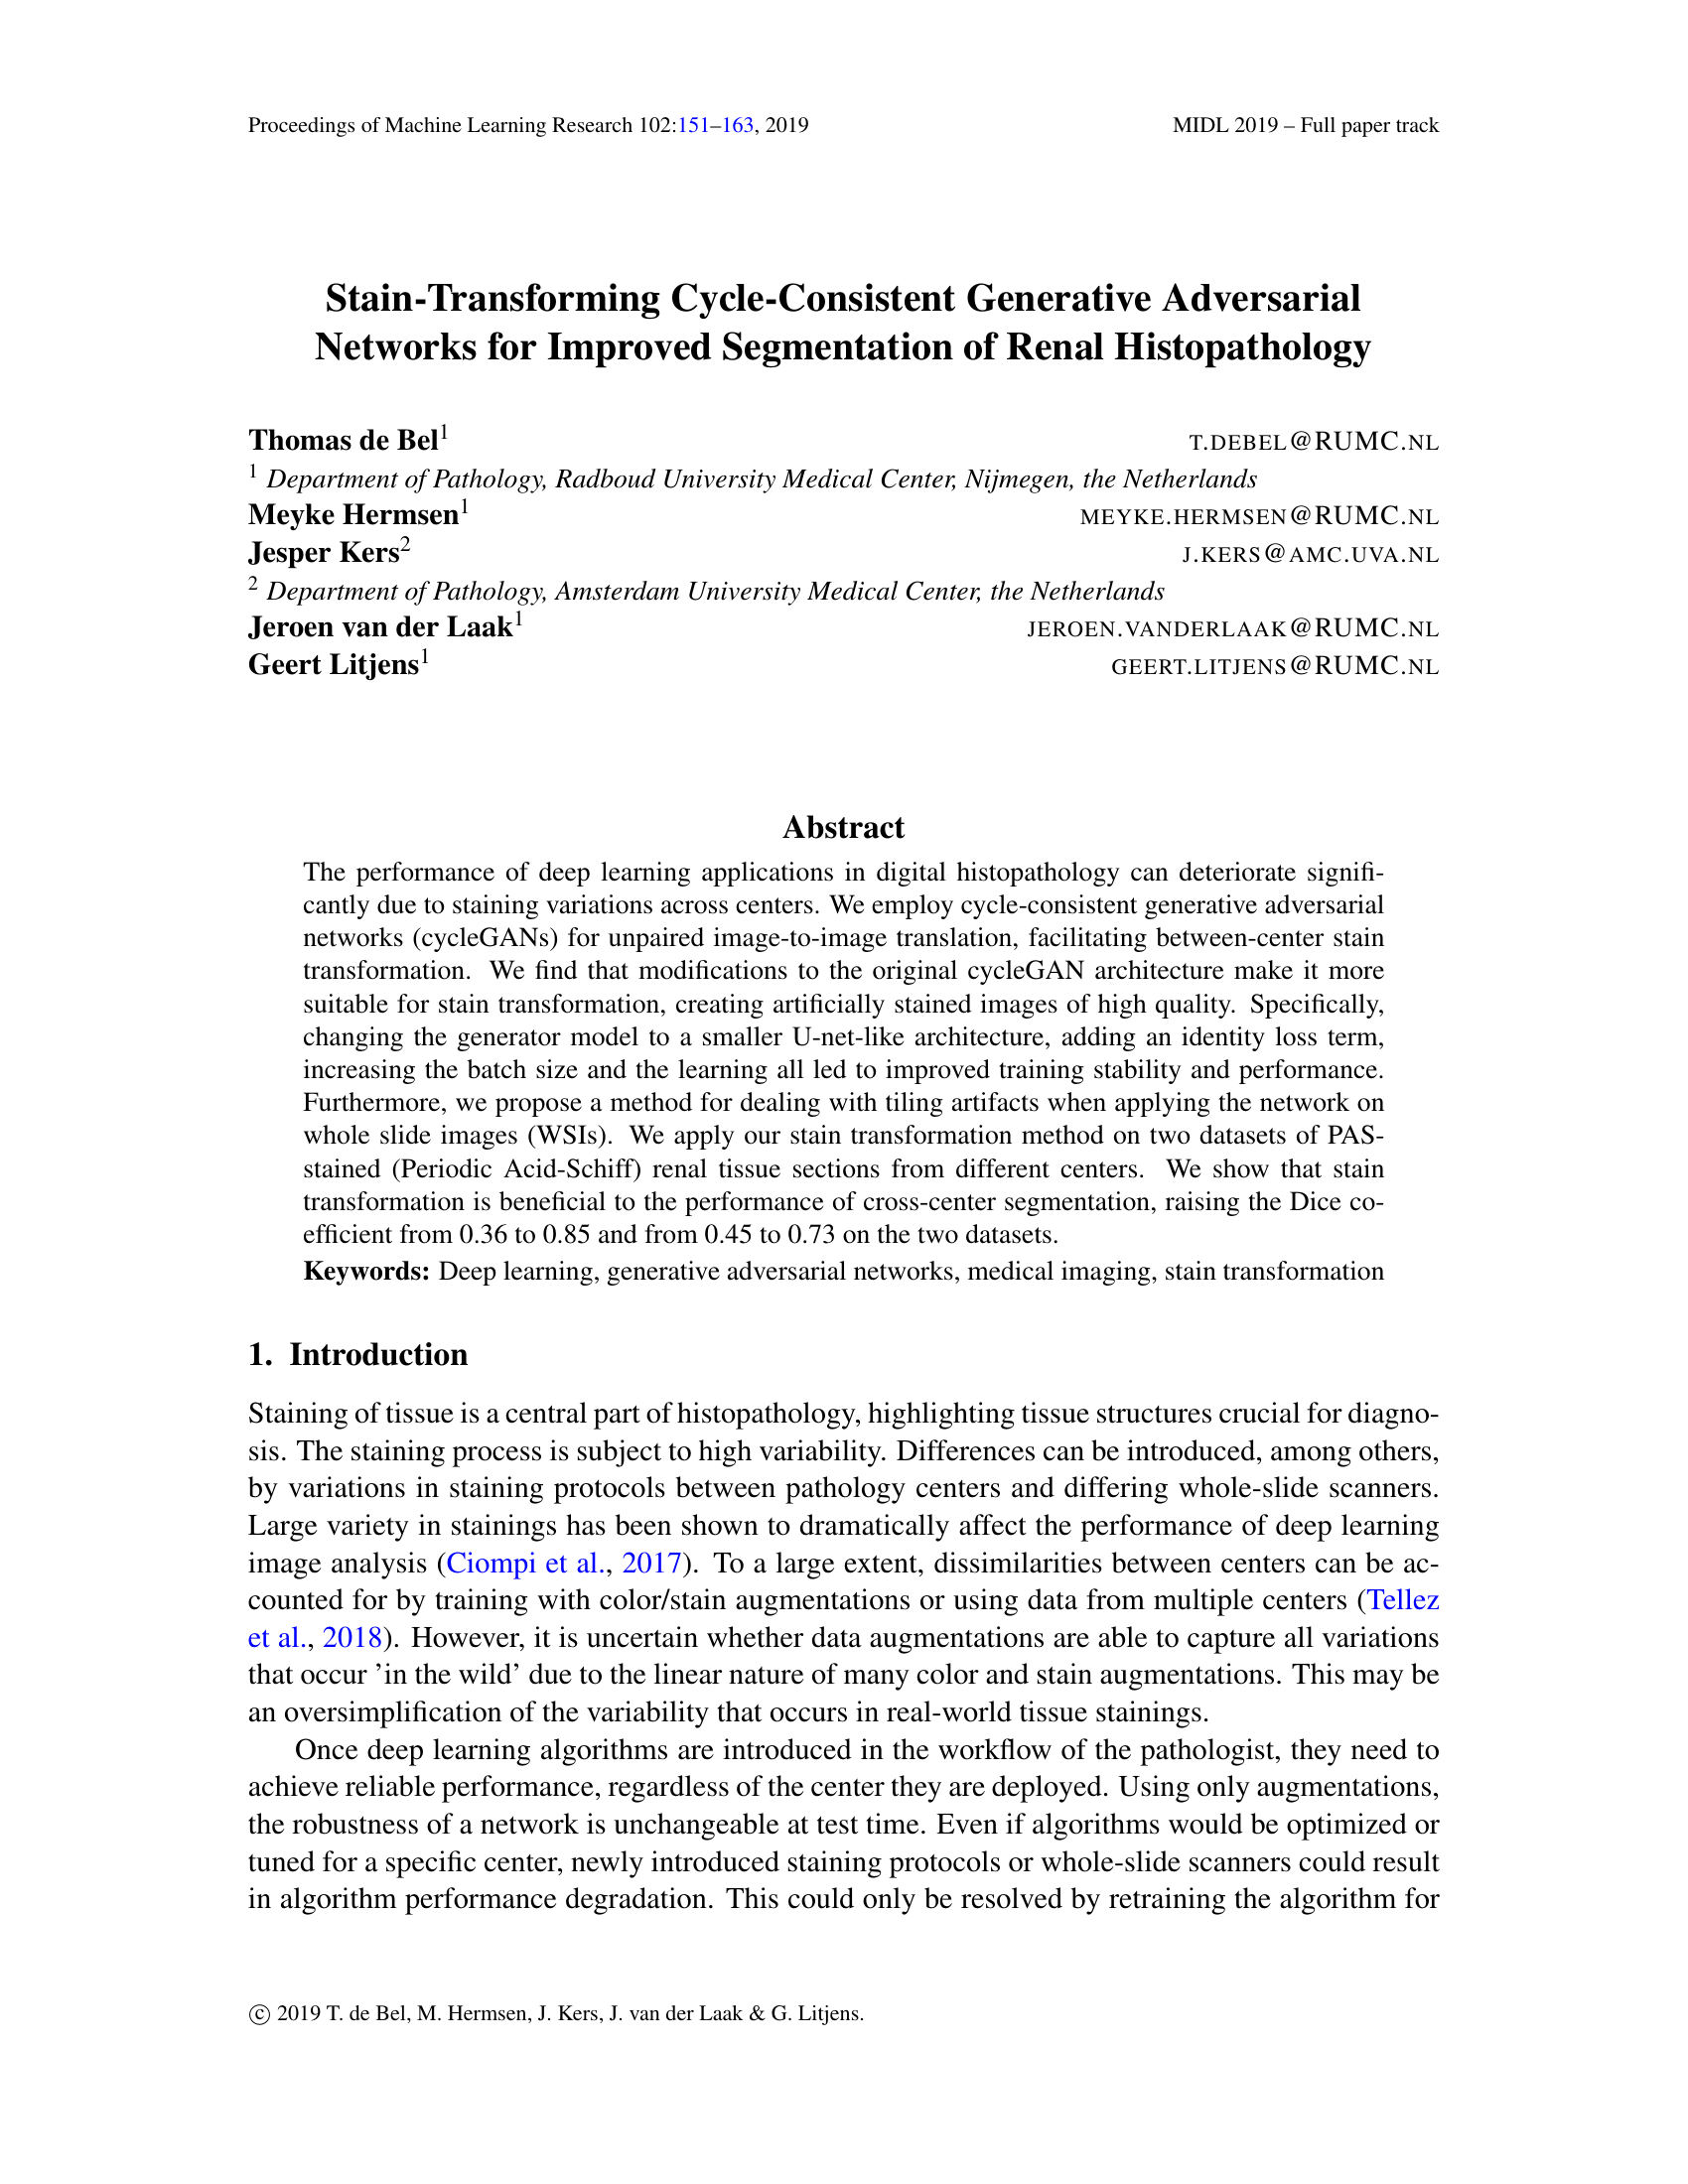 Proceedings of Machine Learning Research 102:151–163, 2019 MIDL 2019 – Full paper track
Stain-Transforming Cycle-Consistent Generative Adversarial
Networks for Improved Segmentation of Renal Histopathology
Thomas de Bel1 T.DEBEL@RUMC.NL
1 Department of Pathology, Radboud University Medical Center, Nijmegen, the Netherlands
Meyke Hermsen1 MEYKE.HERMSEN@RUMC.NL
Jesper Kers2 J.KERS@AMC.UVA.NL
2 Department of Pathology, Amsterdam University Medical Center, the Netherlands
Jeroen van der Laak1 JEROEN.VANDERLAAK@RUMC.NL
Geert Litjens1 GEERT.LITJENS@RUMC.NL
Abstract
The performance of deep learning applications in digital histopathology can deteriorate signifi-
cantly due to staining variations across centers. We employ cycle-consistent generative adversarial
networks (cycleGANs) for unpaired image-to-image translation, facilitating between-center stain
transformation. We find that modifications to the original cycleGAN architecture make it more
suitable for stain transformation, creating artificially stained images of high quality. Specifically,
changing the generator model to a smaller U-net-like architecture, adding an identity loss term,
increasing the batch size and the learning all led to improved training stability and performance.
Furthermore, we propose a method for dealing with tiling artifacts when applying the network on
whole slide images (WSIs). We apply our stain transformation method on two datasets of PAS-
stained (Periodic Acid-Schiff) renal tissue sections from different centers. We show that stain
transformation is beneficial to the performance of cross-center segmentation, raising the Dice co-
efficient from 0.36 to 0.85 and from 0.45 to 0.73 on the two datasets.
Keywords: Deep learning, generative adversarial networks, medical imaging, stain transformation
1. Introduction
Staining of tissue is a central part of histopathology, highlighting tissue structures crucial for diagno-
sis. The staining process is subject to high variability. Differences can be introduced, among others,
by variations in staining protocols between pathology centers and differing whole-slide scanners.
Large variety in stainings has been shown to dramatically affect the performance of deep learning
image analysis (Ciompi et al., 2017). To a large extent, dissimilarities between centers can be ac-
counted for by training with color/stain augmentations or using data from multiple centers (Tellez
et al., 2018). However, it is uncertain whether data augmentations are able to capture all variations
that occur ’in the wild’ due to the linear nature of many color and stain augmentations. This may be
an oversimplification of the variability that occurs in real-world tissue stainings.
Once deep learning algorithms are introduced in the workflow of the pathologist, they need to
achieve reliable performance, regardless of the center they are deployed. Using only augmentations,
the robustness of a network is unchangeable at test time. Even if algorithms would be optimized or
tuned for a specific center, newly introduced staining protocols or whole-slide scanners could result
in algorithm performance degradation. This could only be resolved by retraining the algorithm for
© 2019 T. de Bel, M. Hermsen, J. Kers, J. van der Laak & G. Litjens.